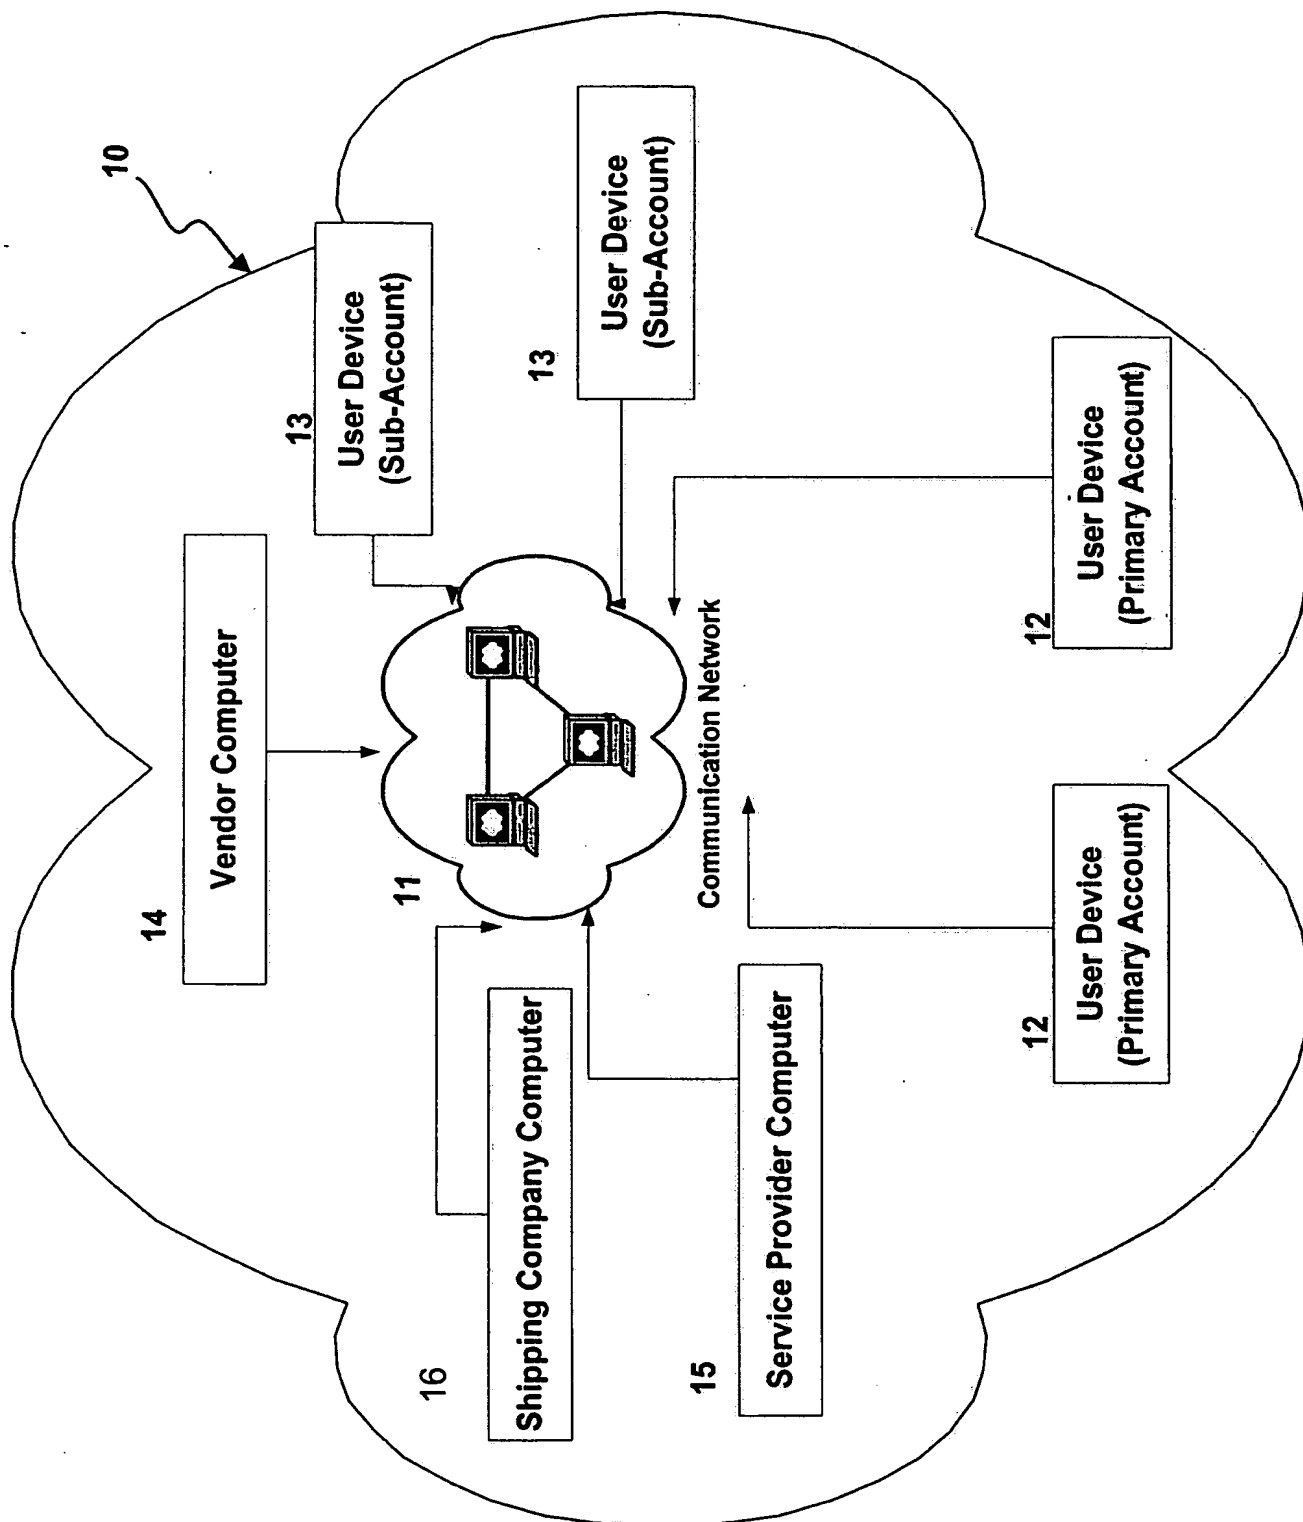 10
14
Vendor Computer
13
User Device
(Sub-Account)
16
Shipping Company Computer
11
13
User Device
(Sub-Account)
Communication Network
15
Service Provider Computer
12
User Device
(Primary Account)
12
User Device
(Primary Account)